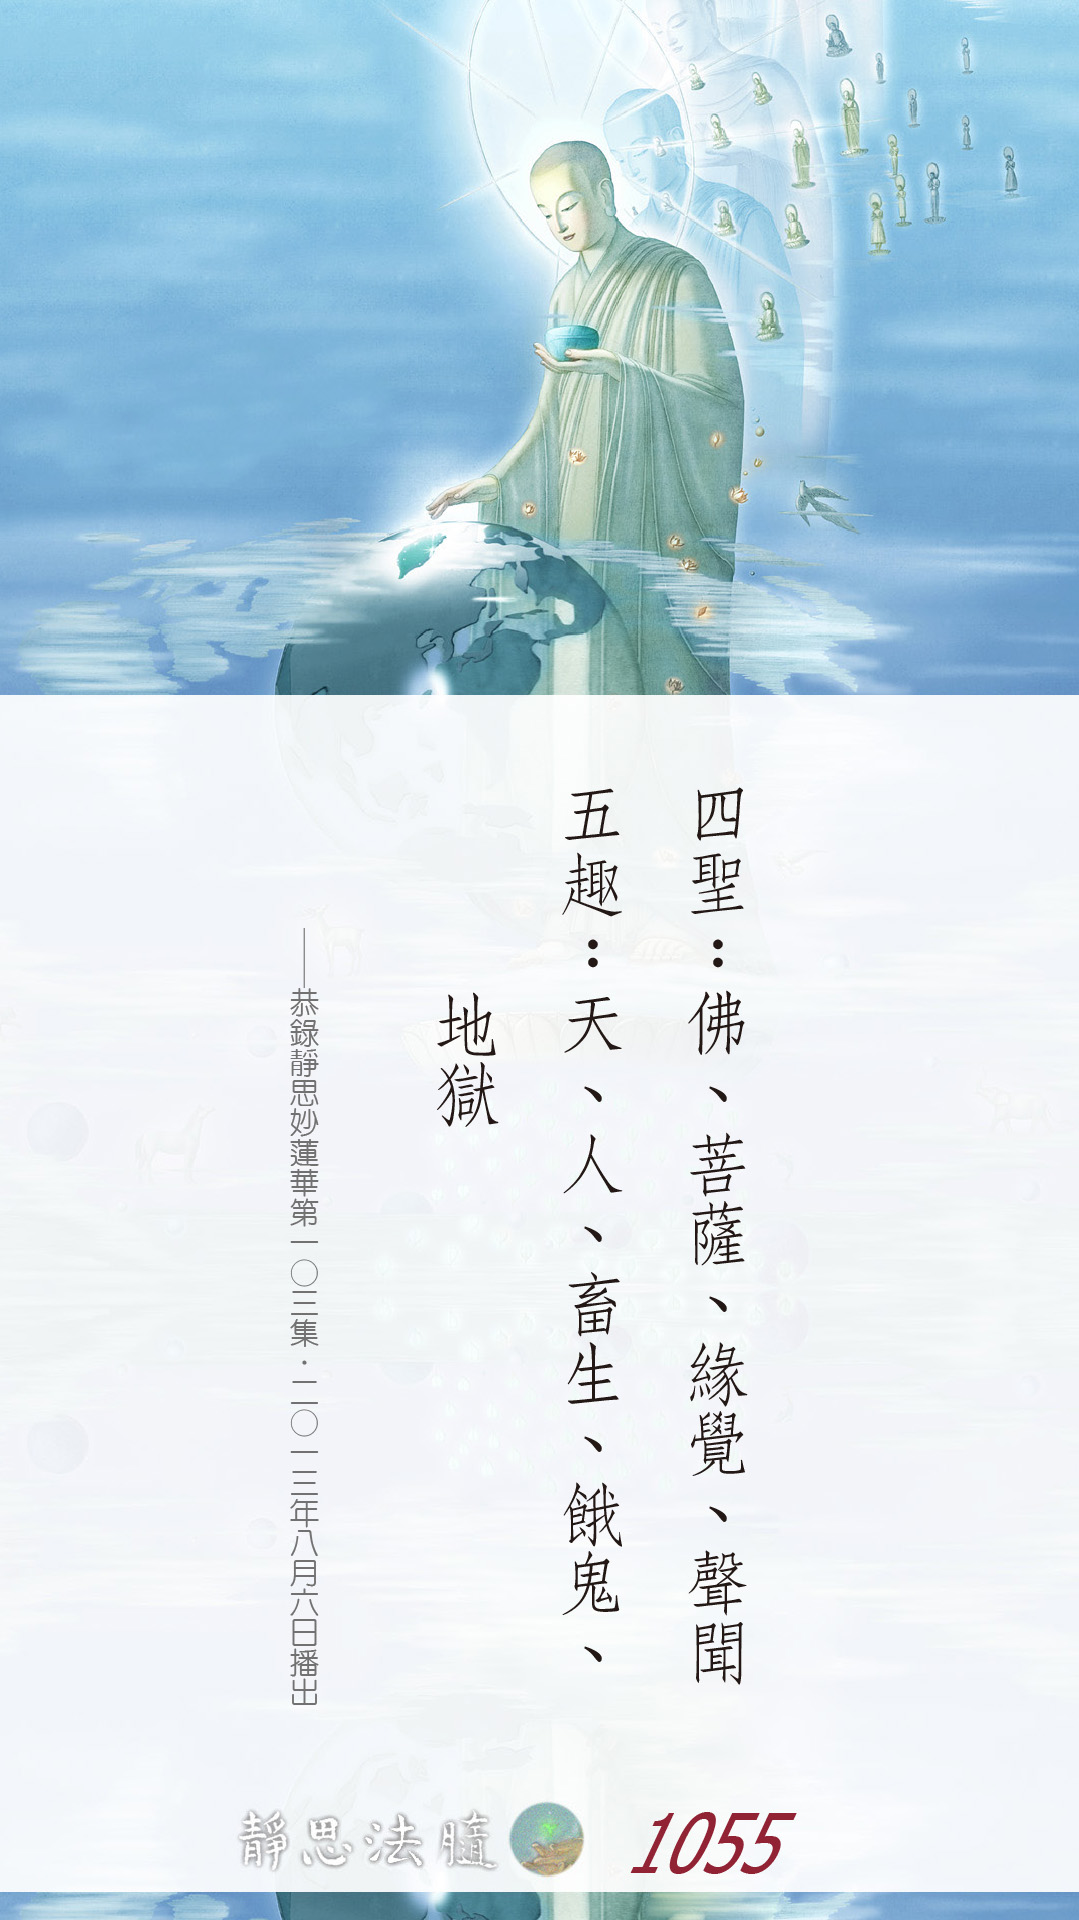 四聖：佛、菩薩、緣覺、聲聞
五趣：天、人、畜生、餓鬼、
地獄
——恭錄靜思妙蓮華第一〇三集·二〇一三年八月六日播出
靜思法髓
1055